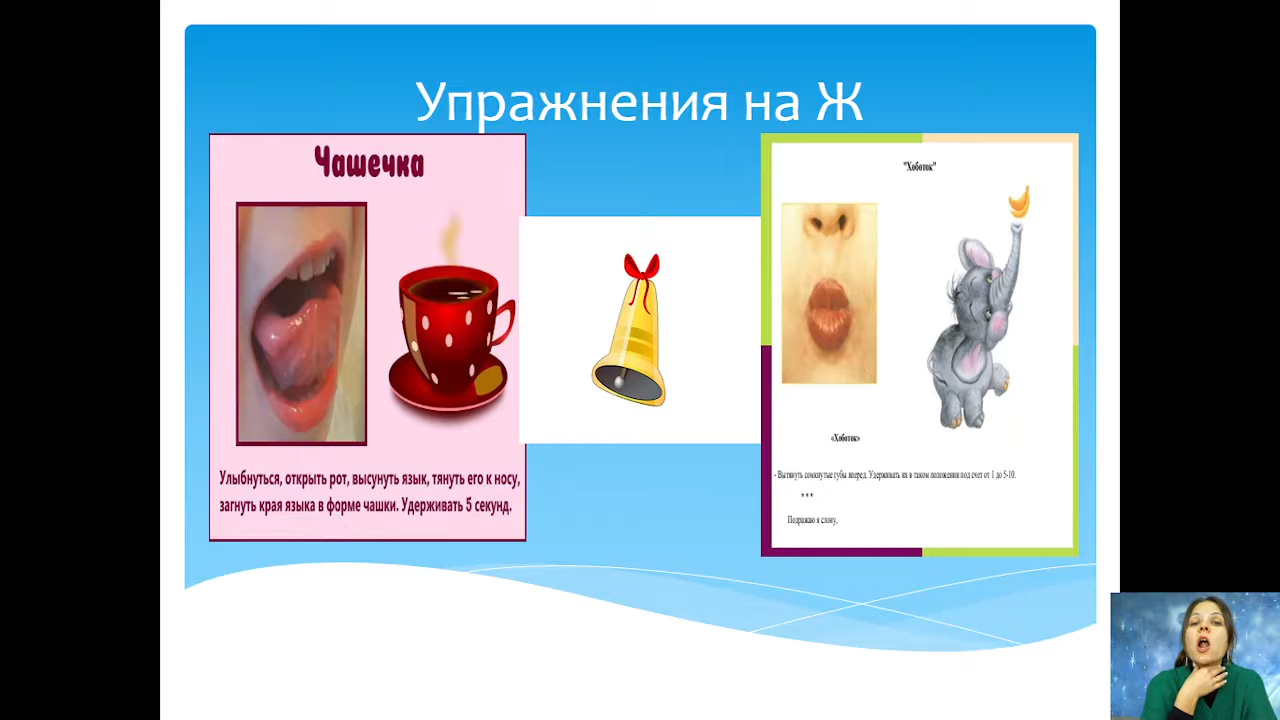 Упражнения на Ж
Чашечка
Улыбнуться, открыть рот, высунуть язык, тянуть его к носу,
загнуть края языка в форме чашки. Удерживать 5 секунд.
"Хоботок"
«Хоботок»
- Вытянуть сомкнутые губы вперед. Удерживать их в таком положении под счет от 1 до 5-10.
* * *
Подражаю я слону,